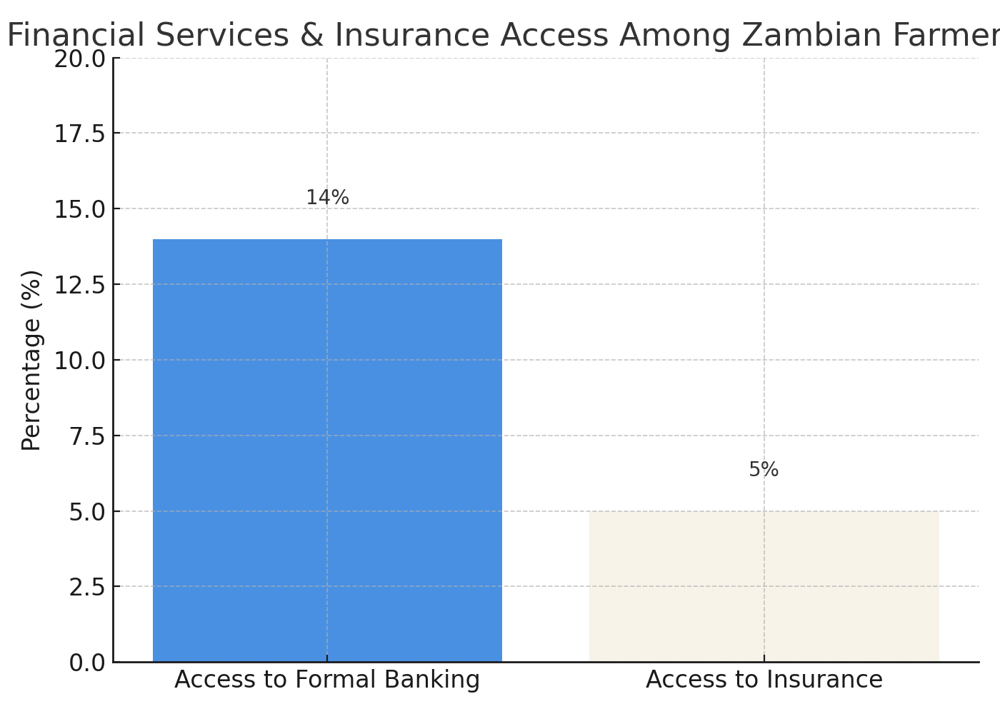 Financial Services & Insurance Access Among Zambian Farmer
20.0
17.5
15.0
12.5
10.0
7.5
5.0
2.5
0.0
Percentage (%)
14%
5%
Access to Formal Banking
Access to Insurance